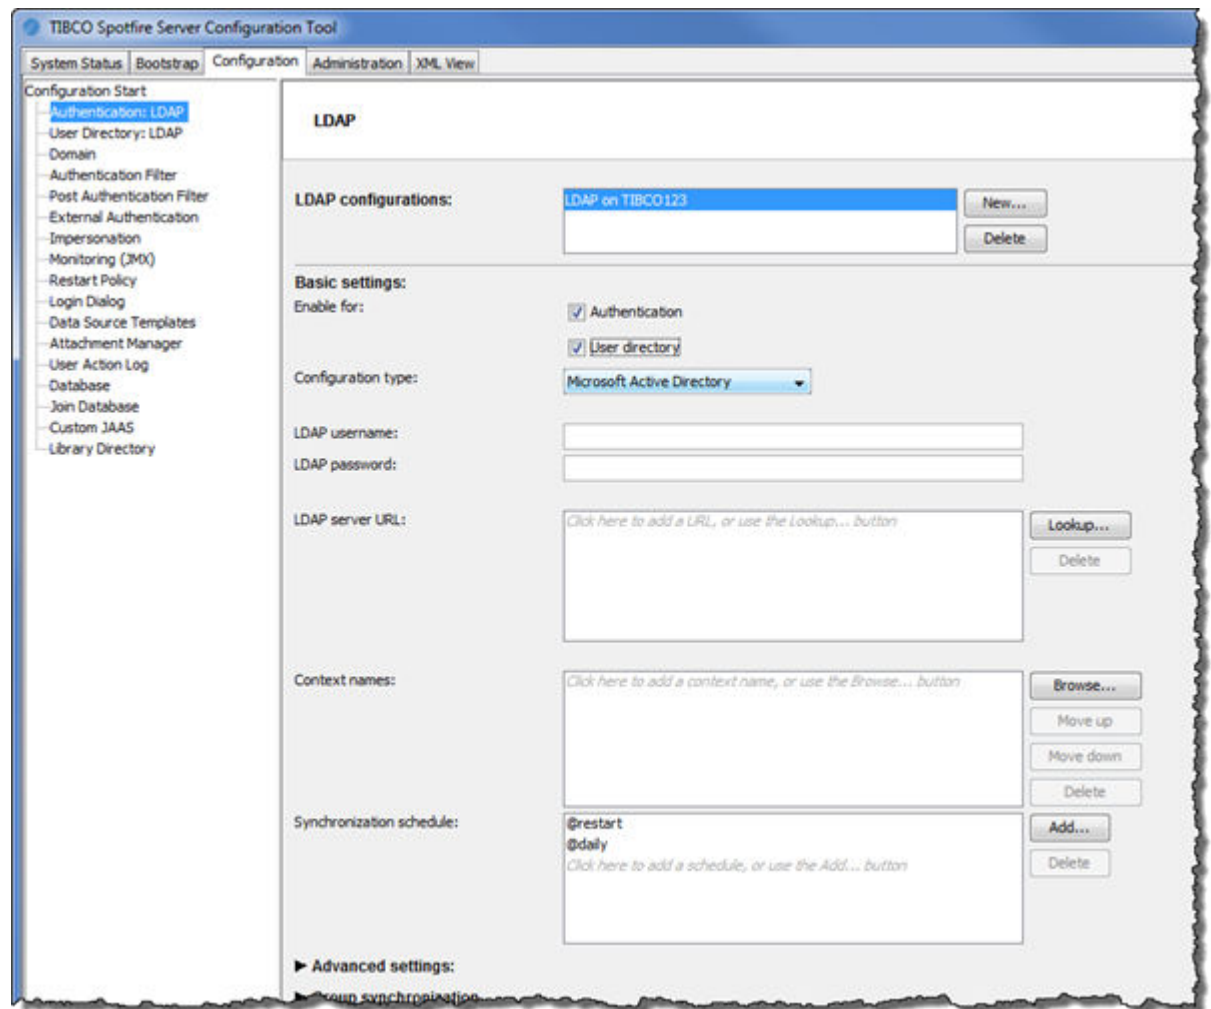 TIBCO Spotfire Server Configuration Tool
System Status Bootstrap Configuration Administration XML View
Configuration Start
Authentication: LDAP
User Directory: LDAP
Domain
Authentication Filter
Post Authentication Filter
External Authentication
Impersonation
Monitoring (JMX)
Restart Policy
Login Dialog
Data Source Templates
Attachment Manager
User Action Log
Database
Join Database
Custom JAAS
Library Directory
LDAP
LDAP configurations:
LDAP on TIBCO123
New...
Delete
Basic settings:
Enable for:
Authentication
User directory
Configuration type:
Microsoft Active Directory
LDAP username:
LDAP password:
LDAP server URL:
Click here to add a URL, or use the Lookup... button
Lookup...
Delete
Context names:
Click here to add a context name, or use the Browse... button
Browse...
Move up
Move down
Delete
Synchronization schedule:
@restart
@daily
Click here to add a schedule, or use the Add... button
Add...
Delete
Advanced settings:
Group synchronization